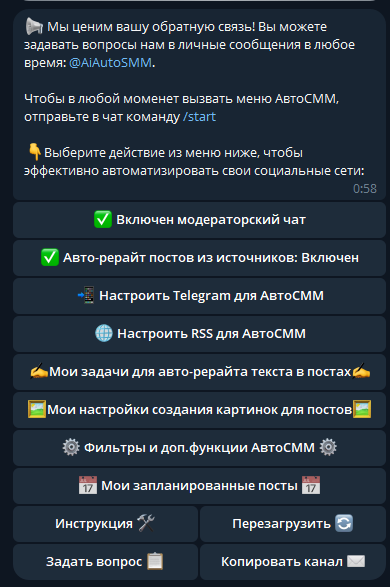 📢 Мы ценим вашу обратную связь! Вы можете
задавать вопросы нам в личные сообщения в любое
время: @AiAutoSMM.
Чтобы в любой моменет вызвать меню АвтоСММ,
отправьте в чат команду /start
👇Выберите действие из меню ниже, чтобы
эффективно автоматизировать свои социальные сети:
0:58
✅ Включен модераторский чат
✅ Авто-рерайт постов из источников: Включен
📲 Настроить Telegram для АвтоСММ
🌐 Настроить RSS для АвтоСММ
✍️Мои задачи для авто-рерайта текста в постах✍️
🖼Мои настройки создания картинок для постов🖼
⚙️ Фильтры и доп.функции АвтоСММ ⚙️
📅 Мои запланированные посты 📅
Инструкция 🛠 Перезагрузить 🔄
Задать вопрос 📋 Копировать канал ✉️